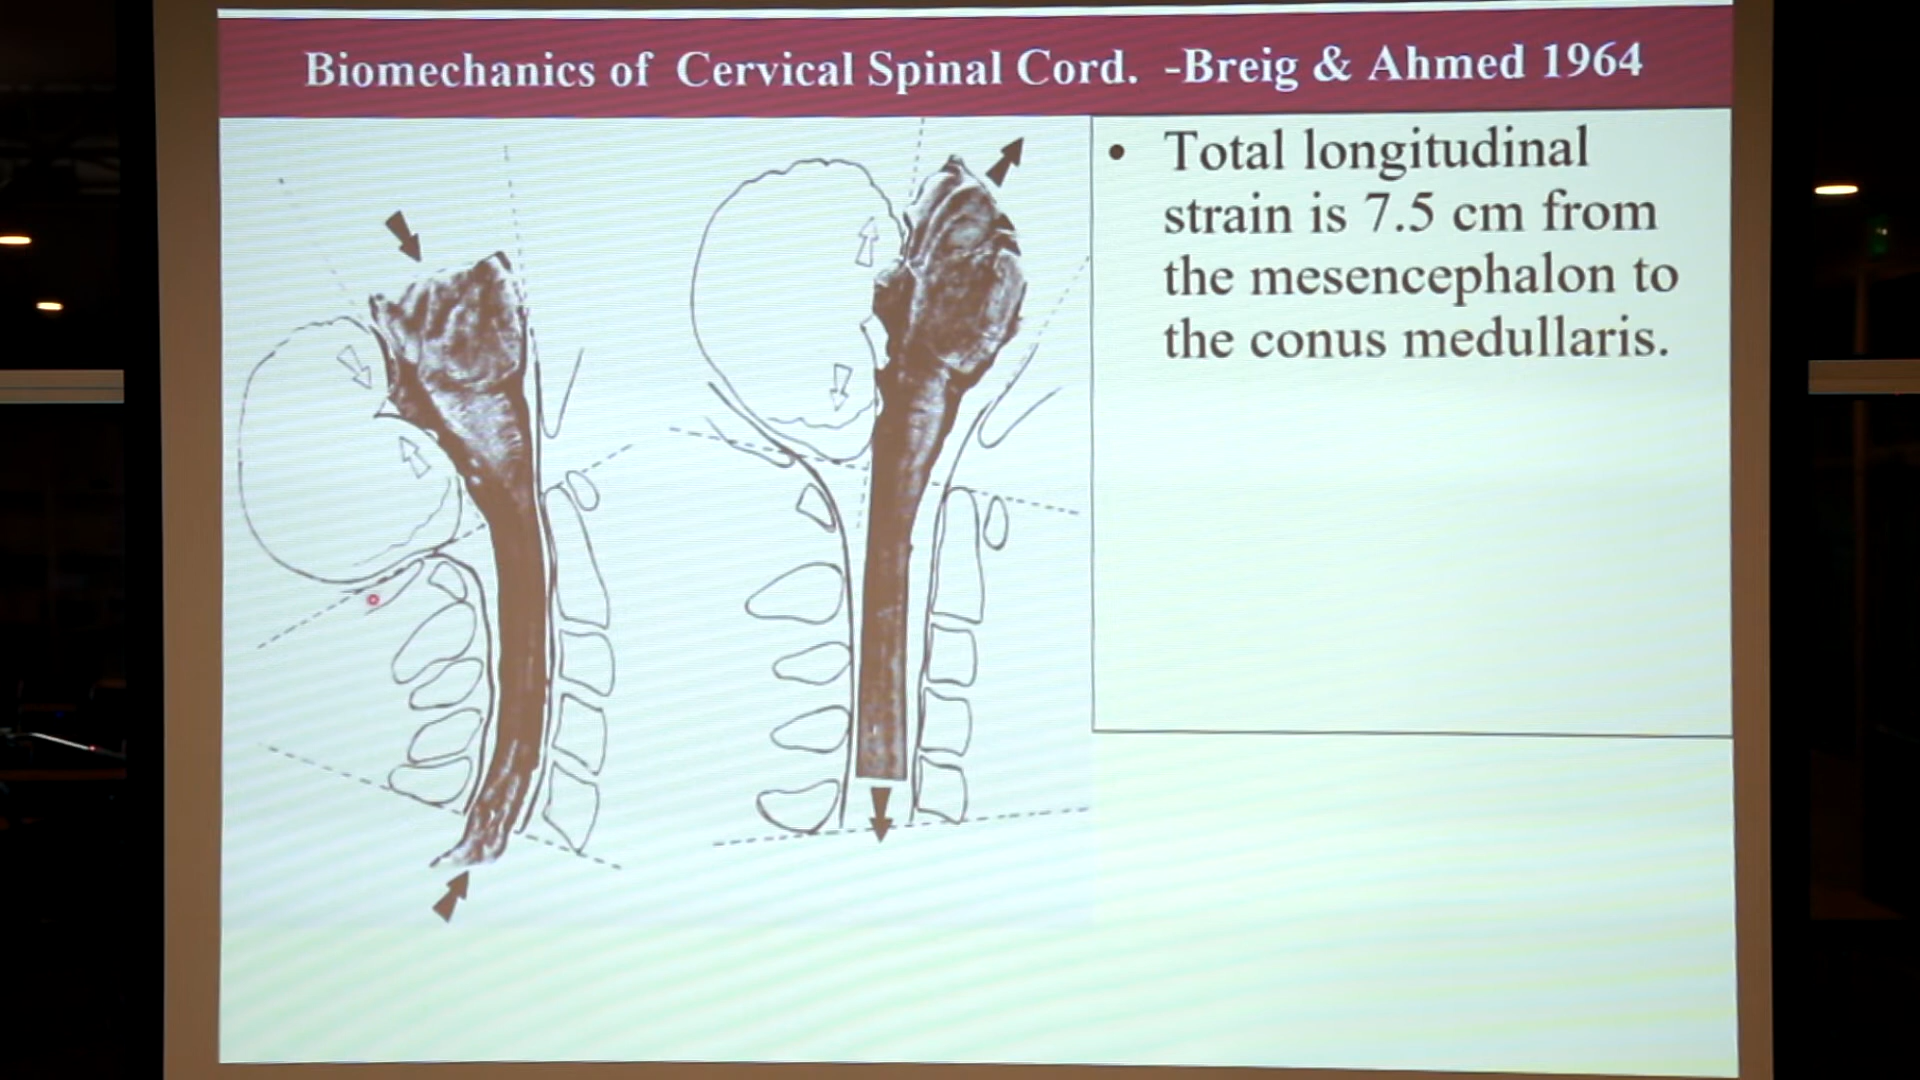 Biomechanics of Cervical Spinal Cord. -Breig & Ahmed 1964
• Total longitudinal
strain is 7.5 cm from
the mesencephalon to
the conus medullaris.